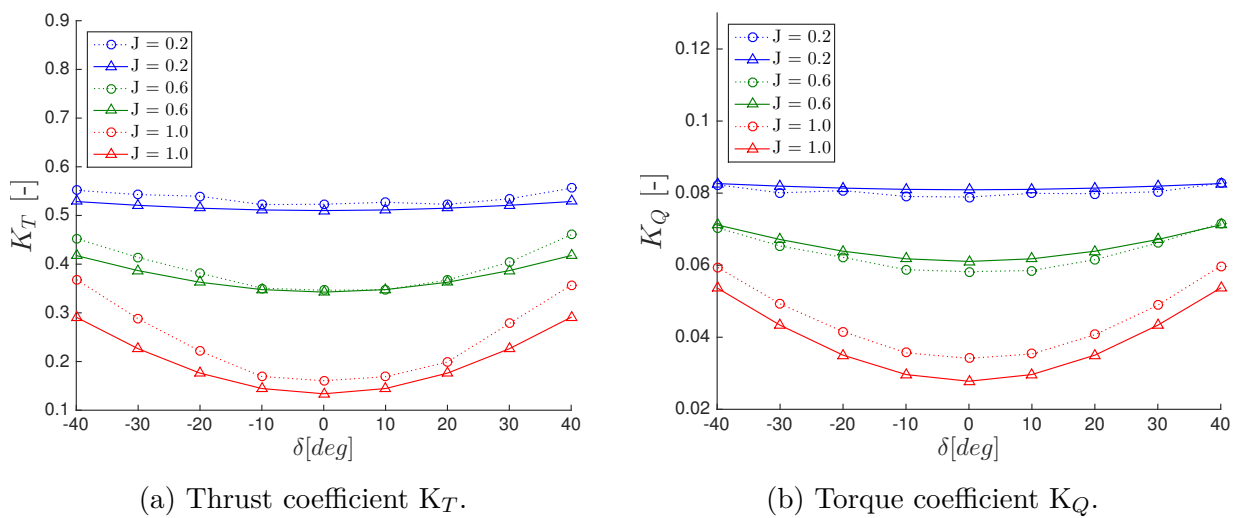 0.9
0.8
0.7
0.6
0.5
0.4
0.3
0.2
0.1
K_T [-]
J = 0.2
J = 0.2
J = 0.6
J = 0.6
J = 1.0
J = 1.0
-40 -30 -20 -10 0 10 20 30 40
δ[deg]
(a) Thrust coefficient K_T.
0.12
0.1
0.08
0.06
0.04
0.02
K_Q [-]
J = 0.2
J = 0.2
J = 0.6
J = 0.6
J = 1.0
J = 1.0
-40 -30 -20 -10 0 10 20 30 40
δ[deg]
(b) Torque coefficient K_Q.